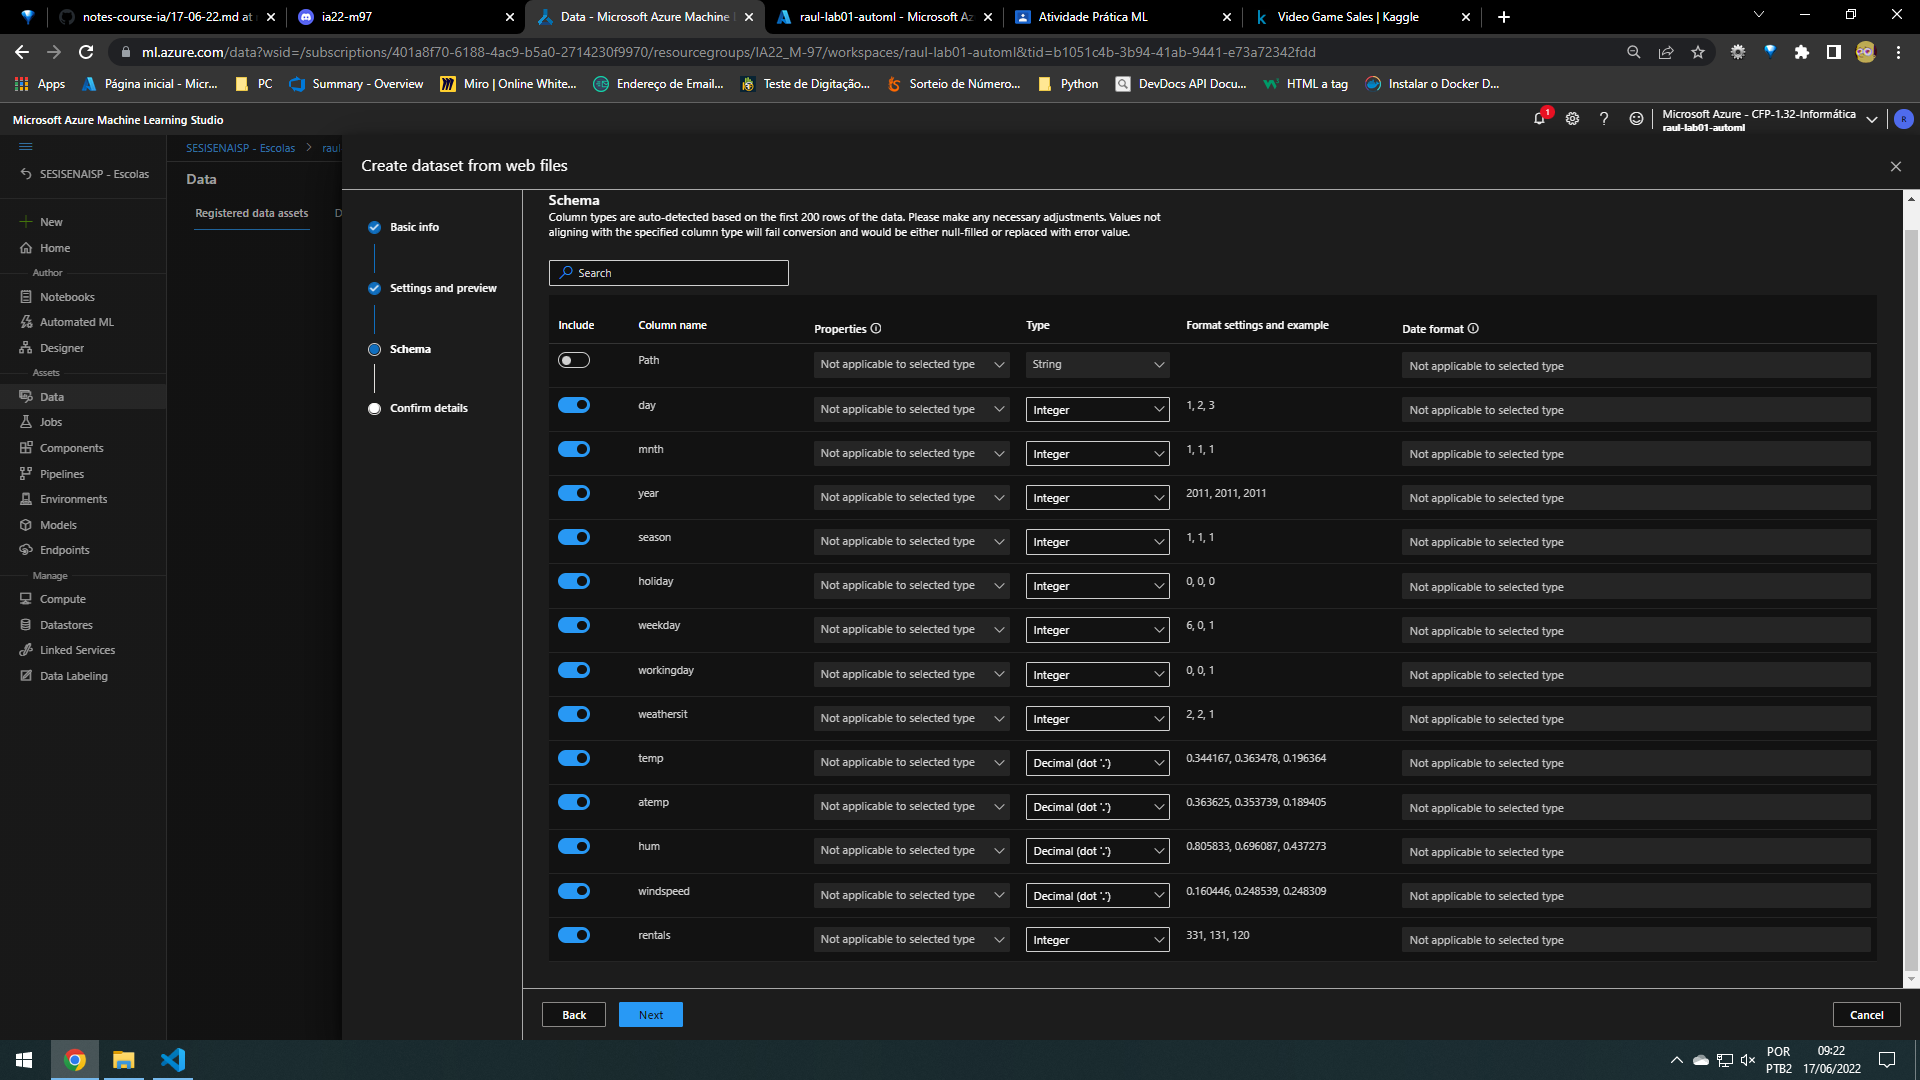 notes-course-ia/17-06-22.md at
ia22-m97
Data - Microsoft Azure Machine
raul-lab01-automl - Microsoft Az
Atividade Prática ML
Video Game Sales | Kaggle
ml.azure.com/data?wsid=/subscriptions/401a8f70-6188-4ac9-b5a0-2714230f9970/resourcegroups/IA22_M-97/workspaces/raul-lab01-automl&tid=b1051c4b-3b94-41ab-9441-e73a72342fdd
Apps
Página inicial - Micr...
PC
Summary - Overview
Miro | Online White...
Endereço de Email...
Teste de Digitação...
Sorteio de Número...
Python
DevDocs API Docu...
HTML a tag
Instalar o Docker D...
Microsoft Azure Machine Learning Studio
1
Microsoft Azure - CFP-1.32-Informática
raul-lab01-automl
R
SESISENAISP - Escolas
New
Home
Author
Notebooks
Automated ML
Designer
Assets
Data
Jobs
Components
Pipelines
Environments
Models
Endpoints
Manage
Compute
Datastores
Linked Services
Data Labeling
SESISENAISP - Escolas > raul
Data
Registered data assets
D
Create dataset from web files
Basic info
Settings and preview
Schema
Confirm details
Schema
Column types are auto-detected based on the first 200 rows of the data. Please make any necessary adjustments. Values not
aligning with the specified column type will fail conversion and would be either null-filled or replaced with error value.
Search
Include Column name Properties Type Format settings and example Date format
Path Not applicable to selected type String Not applicable to selected type
day Not applicable to selected type Integer 1, 2, 3 Not applicable to selected type
mnth Not applicable to selected type Integer 1, 1, 1 Not applicable to selected type
year Not applicable to selected type Integer 2011, 2011, 2011 Not applicable to selected type
season Not applicable to selected type Integer 1, 1, 1 Not applicable to selected type
holiday Not applicable to selected type Integer 0, 0, 0 Not applicable to selected type
weekday Not applicable to selected type Integer 6, 0, 1 Not applicable to selected type
workingday Not applicable to selected type Integer 0, 0, 1 Not applicable to selected type
weathersit Not applicable to selected type Integer 2, 2, 1 Not applicable to selected type
temp Not applicable to selected type Decimal (dot '.') 0.344167, 0.363478, 0.196364 Not applicable to selected type
atemp Not applicable to selected type Decimal (dot '.') 0.363625, 0.353739, 0.189405 Not applicable to selected type
hum Not applicable to selected type Decimal (dot '.') 0.805833, 0.696087, 0.437273 Not applicable to selected type
windspeed Not applicable to selected type Decimal (dot '.') 0.160446, 0.248539, 0.248309 Not applicable to selected type
rentals Not applicable to selected type Integer 331, 131, 120 Not applicable to selected type
Back
Next
Cancel
POR
PTB2
09:22
17/06/2022